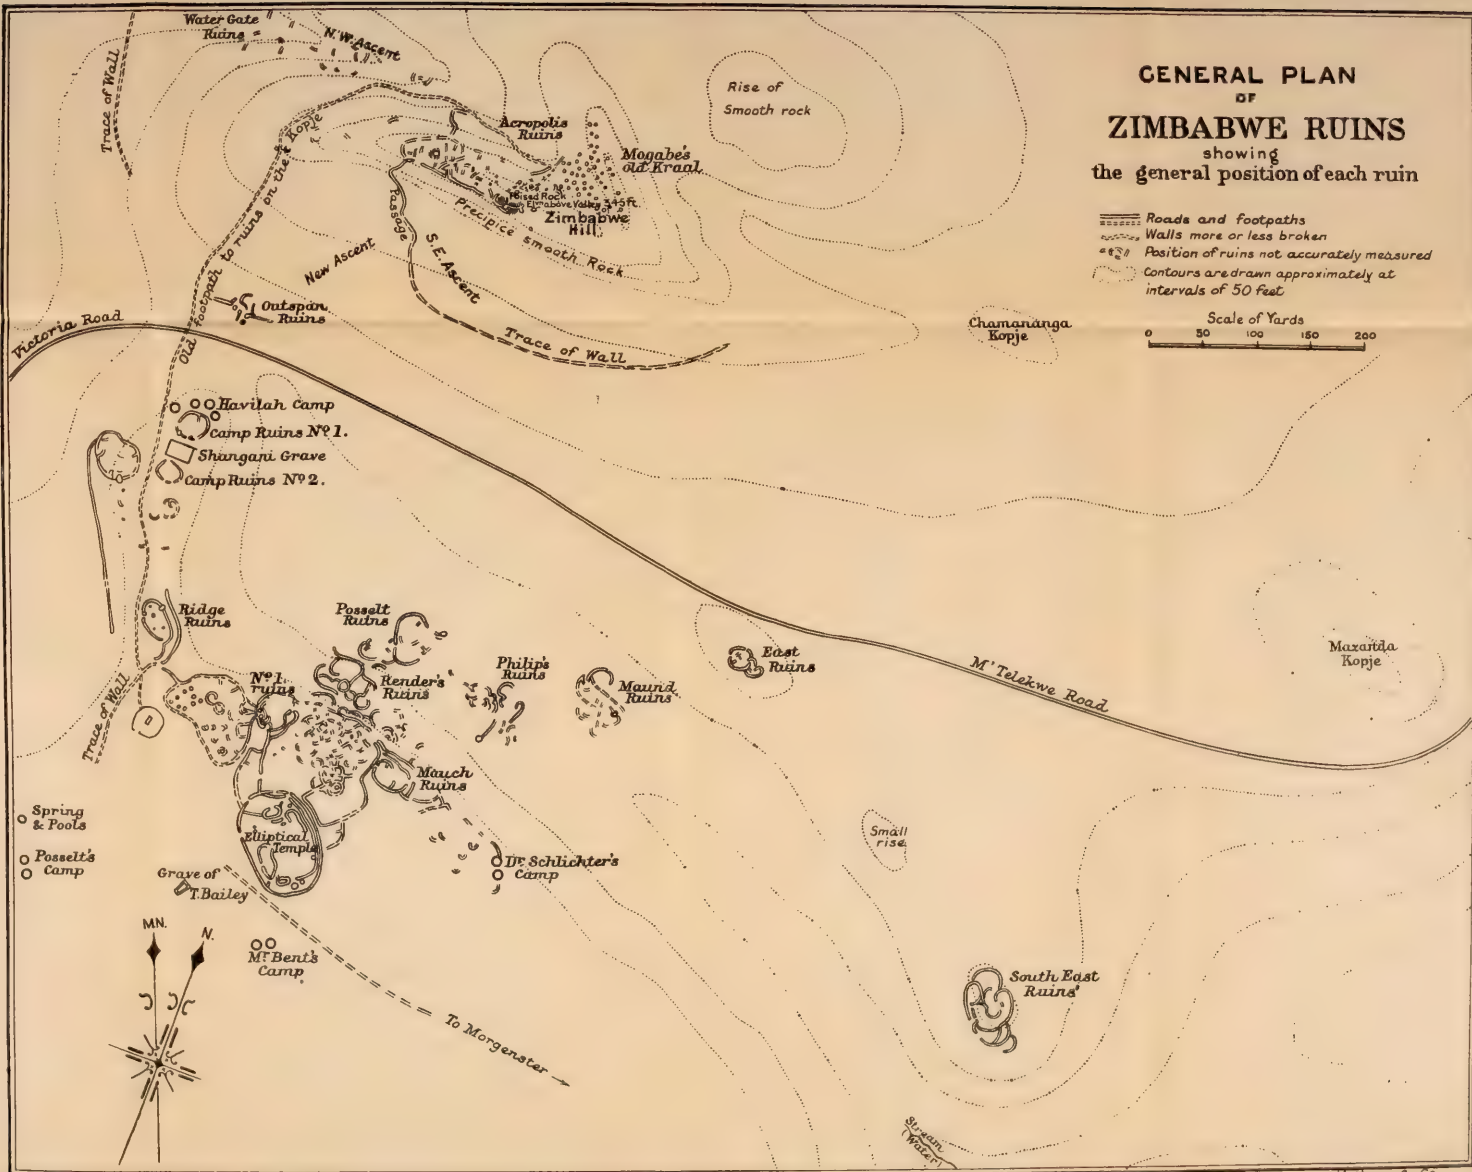 GENERAL PLAN
OF
ZIMBABWE RUINS
showing
the general position of each ruin
Roads and footpaths
Walls more or less broken
Position of ruins not accurately measured
Contours are drawn approximately at
intervals of 50 feet
Scale of Yards
0 50 100 150 200
Water Gate
Ruins
N.W. Ascent
Trace of Wall
Old footpath to ruins on the Kopje
Acropolis
Ruins
Mogabe's
old Kraal
Rise of
Smooth rock
Poised Rock
El. above Valley 345 ft.
Zimbabwe
Hill
Precipice smooth Rock
Passage
S.E. Ascent
New Ascent
Trace of Wall
Outspan
Ruins
Victoria Road
Chamananga
Kopje
Havilah Camp
Camp Ruins Nº 1.
Shangani Grave
Camp Ruins Nº 2.
Ridge
Ruins
Posselt
Ruins
Philip's
Ruins
Nº 1
ruins
Render's
Ruins
Maund
Ruins
East
Ruins
M'Telekwe Road
Mazanda
Kopje
Trace of Wall
Mauch
Ruins
Spring
& Pools
Posselt's
Camp
Elliptical
Temple
Small
rise
Dr. Schlichter's
Camp
Grave of
T. Bailey
Mr. Bent's
Camp
To Morgenster
MN.
N.
South East
Ruins
Stream
(Water)